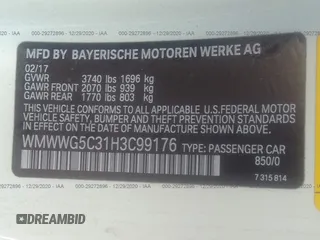 MFD BY BAYERISCHE MOTOREN WERKE AG
02/17
GVWR 3740 lbs 1696 kg
GAWR FRONT 2070 lbs 939 kg
GAWR REAR 1770 lbs 803 kg
THIS VEHICLE CONFORMS TO ALL APPLI-
CABLE FEDERAL MOTOR VEHICLE SAFETY,
BUMPER, AND THEFT PREVENTION STANDARDS
IN EFFECT ON THE DATE OF MANUFACTURE
SHOWN ABOVE.
WMWWG5C31H3C99176 TYPE: PASSENGER CAR
850/0
7 315 814
DREAMBID